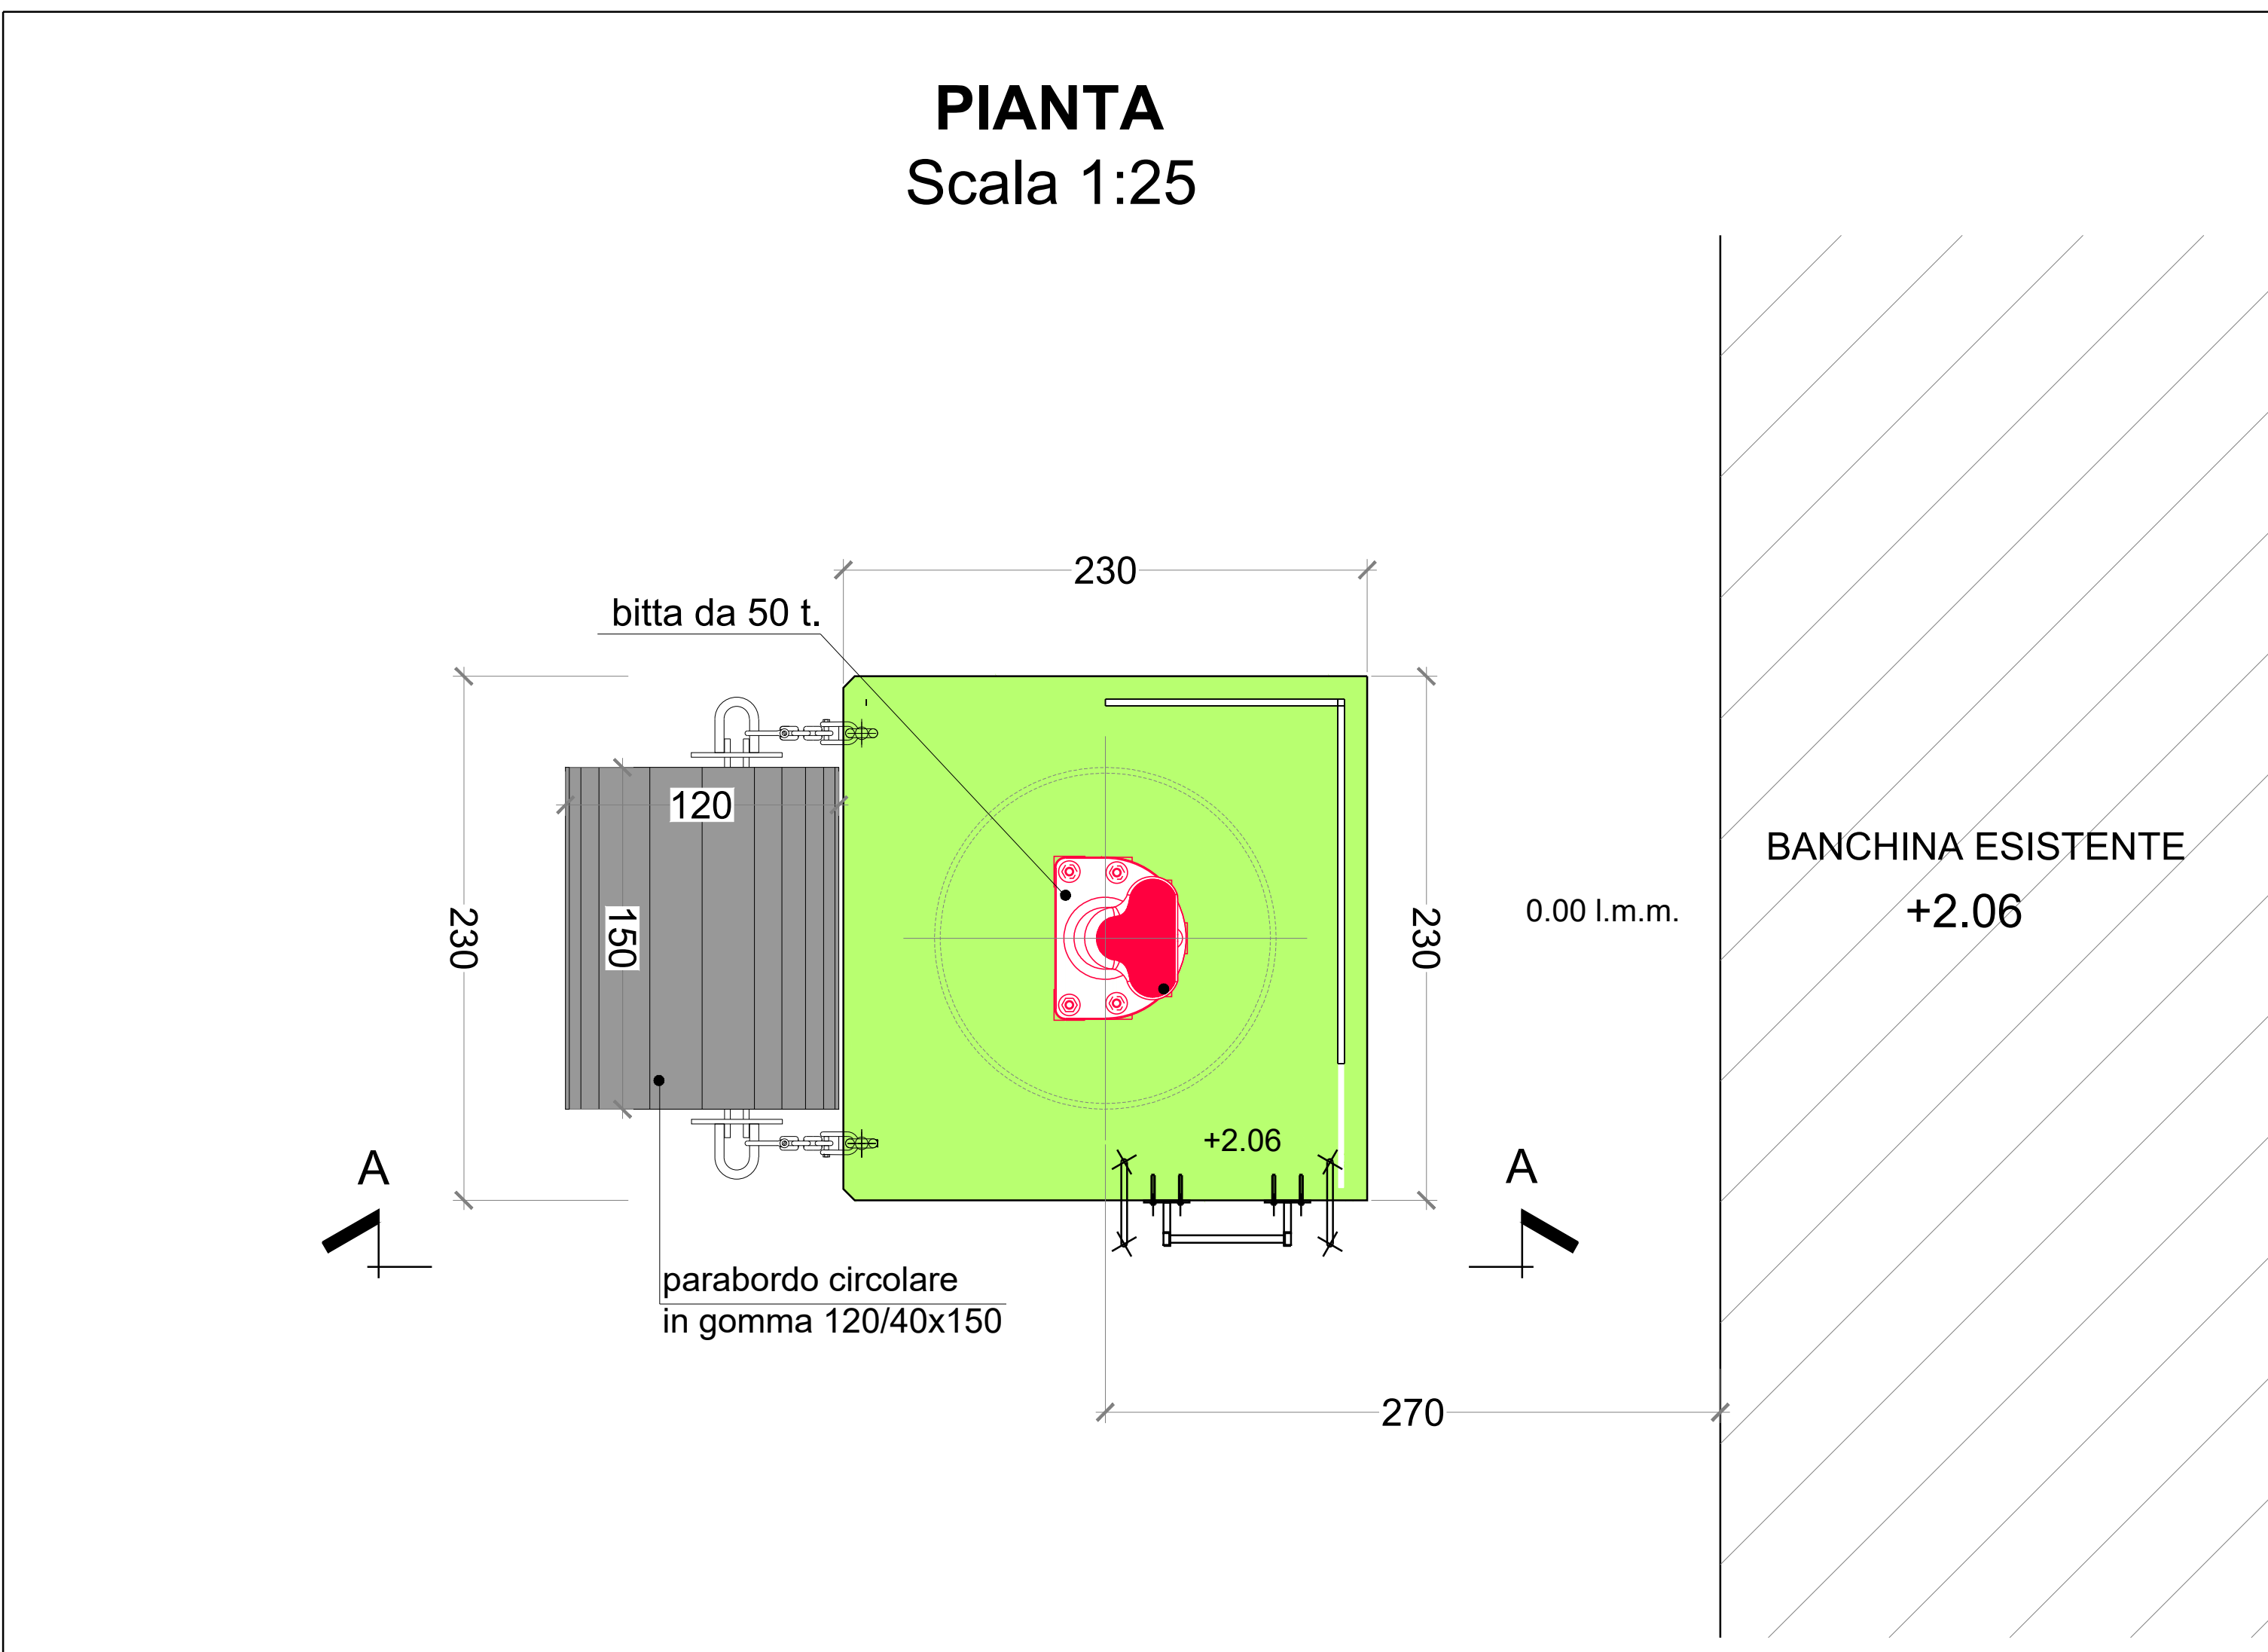 PIANTA
Scala 1:25
230
bitta da 50 t.
120
BANCHINA ESISTENTE
230
150
230
0.00 l.m.m.
+2.06
+2.06
A
A
parabordo circolare
in gomma 120/40x150
270